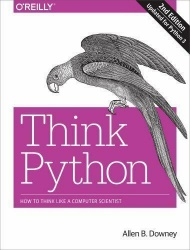 O'REILLY®
2nd Edition
Updated for Python 3
Think
Python
HOW TO THINK LIKE A COMPUTER SCIENTIST
Allen B. Downey